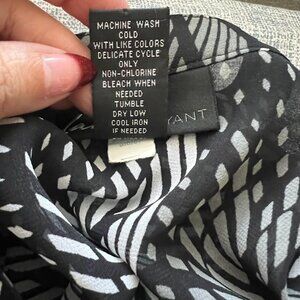 MACHINE WASH
COLD
WITH LIKE COLORS
DELICATE CYCLE
ONLY
NON-CHLORINE
BLEACH WHEN
NEEDED
TUMBLE
DRY LOW
COOL IRON
IF NEEDED
YANT